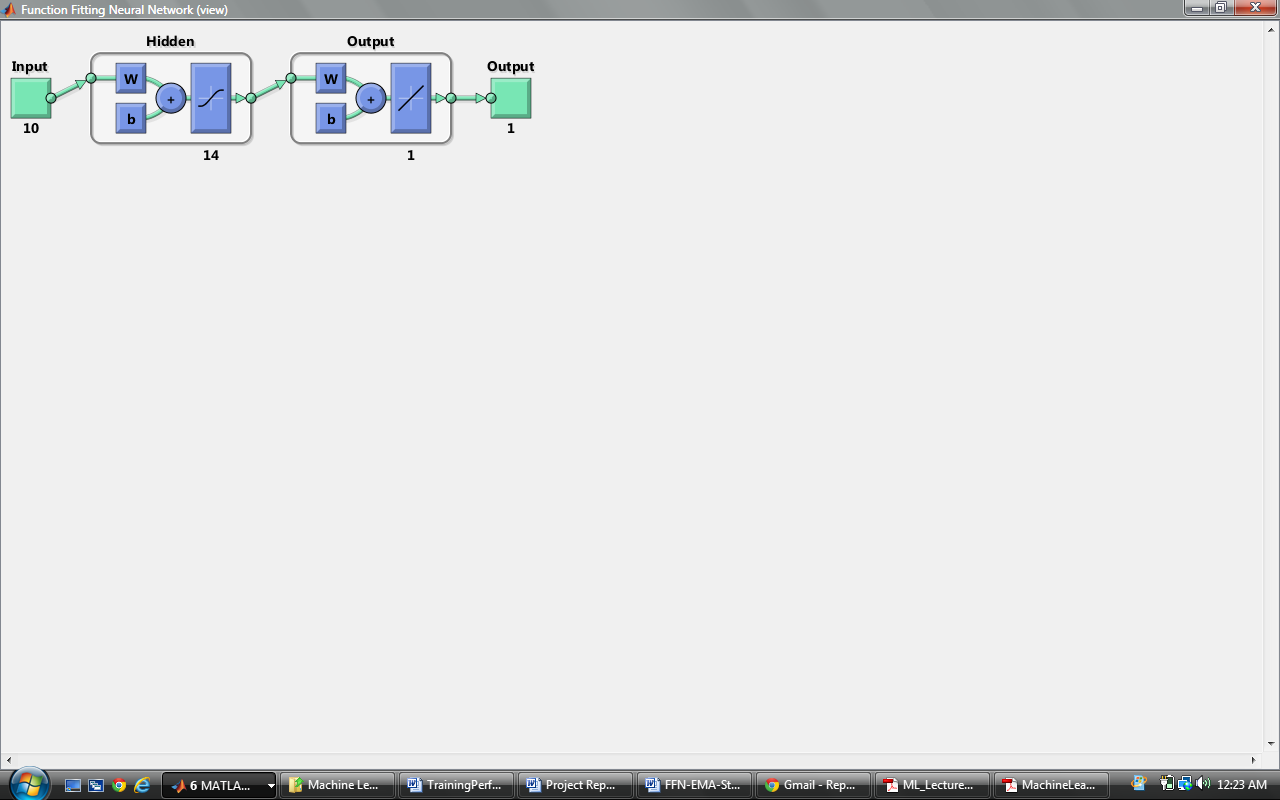 Function Fitting Neural Network (view)
Hidden
Output
Input
Output
W
b
+
W
b
+
10
14
1
1
6 MATLA...
Machine Le...
TrainingPerf...
Project Rep...
FFN-EMA-St...
Gmail - Rep...
ML_Lecture...
MachineLea...
12:23 AM